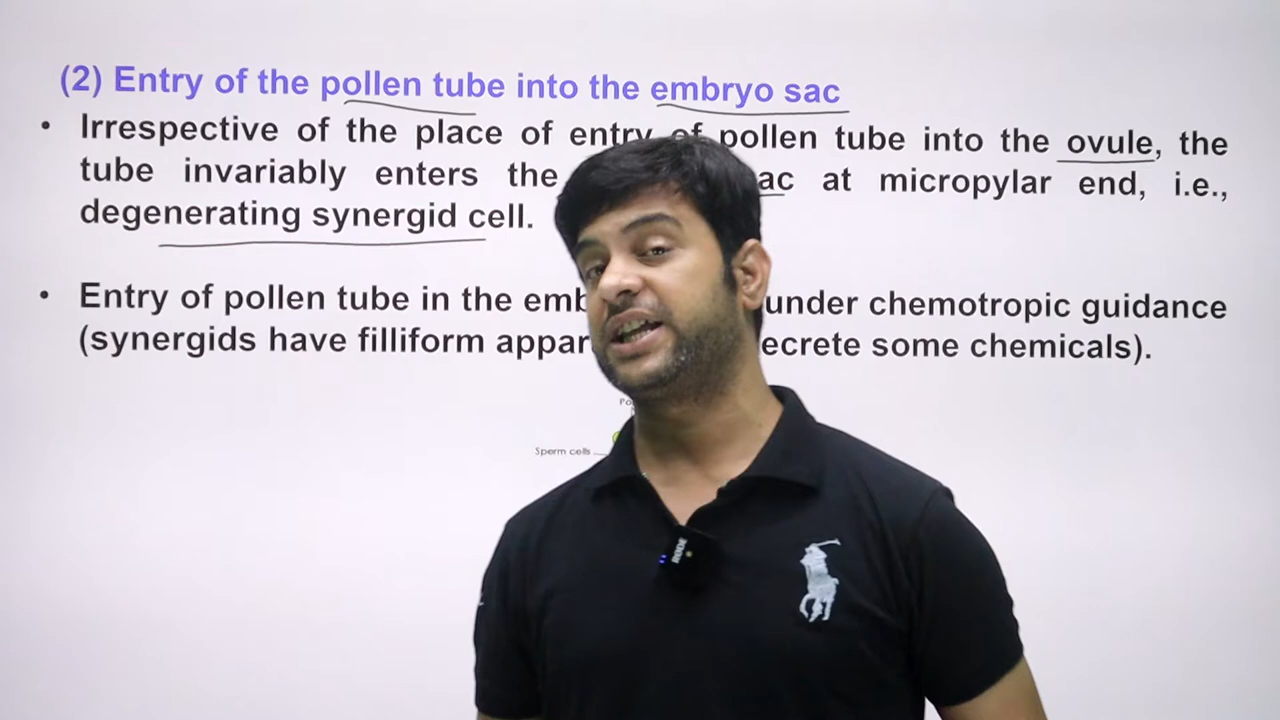 (2) Entry of the pollen tube into the embryo sac
• Irrespective of the place of entry of pollen tube into the ovule, the
tube invariably enters the ac at micropylar end, i.e.,
degenerating synergid cell.
• Entry of pollen tube in the emb under chemotropic guidance
(synergids have filliform appar ecrete some chemicals).
Po
Sperm cells
RODE